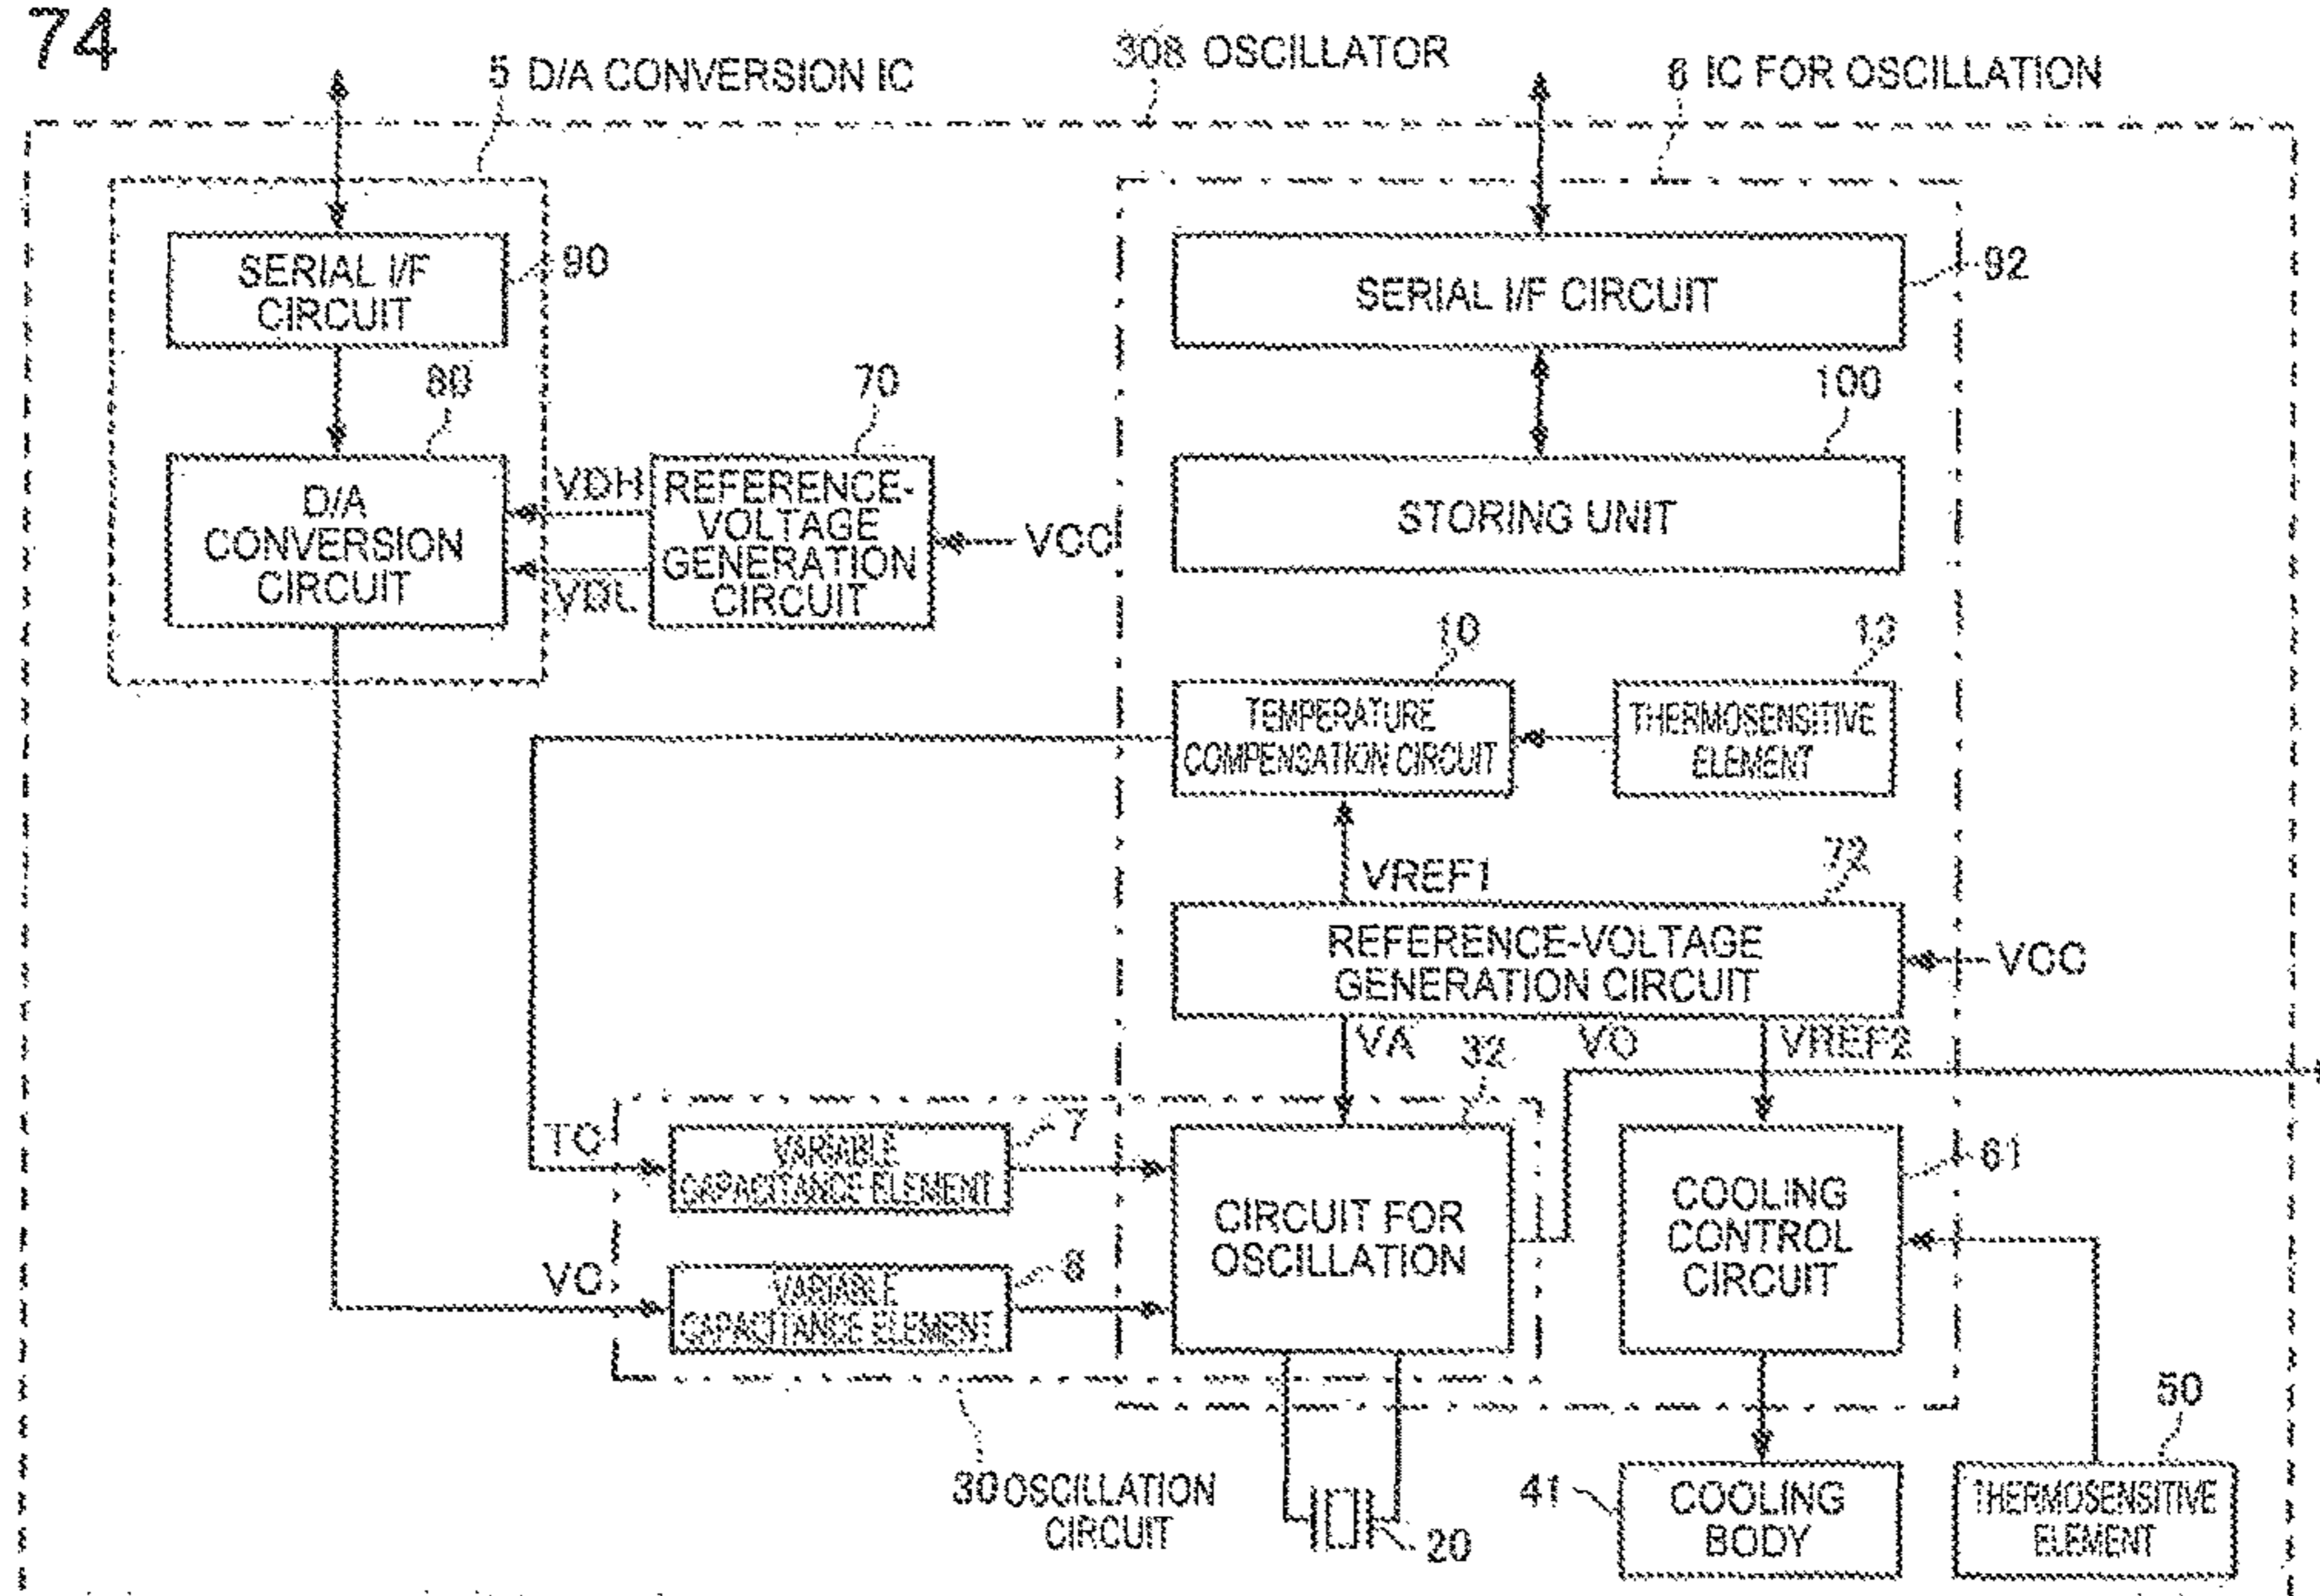 74
5 D/A CONVERSION IC
308 OSCILLATOR
6 IC FOR OSCILLATION
SERIAL I/F
CIRCUIT
90
SERIAL I/F CIRCUIT
92
80
70
100
D/A
CONVERSION
CIRCUIT
VDH
VDL
REFERENCE-
VOLTAGE
GENERATION
CIRCUIT
VCC
STORING UNIT
10
13
TEMPERATURE
COMPENSATION CIRCUIT
THERMOSENSITIVE
ELEMENT
VREF1
72
REFERENCE-VOLTAGE
GENERATION CIRCUIT
VCC
VA
32
VO
VREF2
TC
VARIABLE
CAPACITANCE ELEMENT
7
CIRCUIT FOR
OSCILLATION
COOLING
CONTROL
CIRCUIT
61
VC
VARIABLE
CAPACITANCE ELEMENT
8
30 OSCILLATION
CIRCUIT
20
41
COOLING
BODY
50
THERMOSENSITIVE
ELEMENT